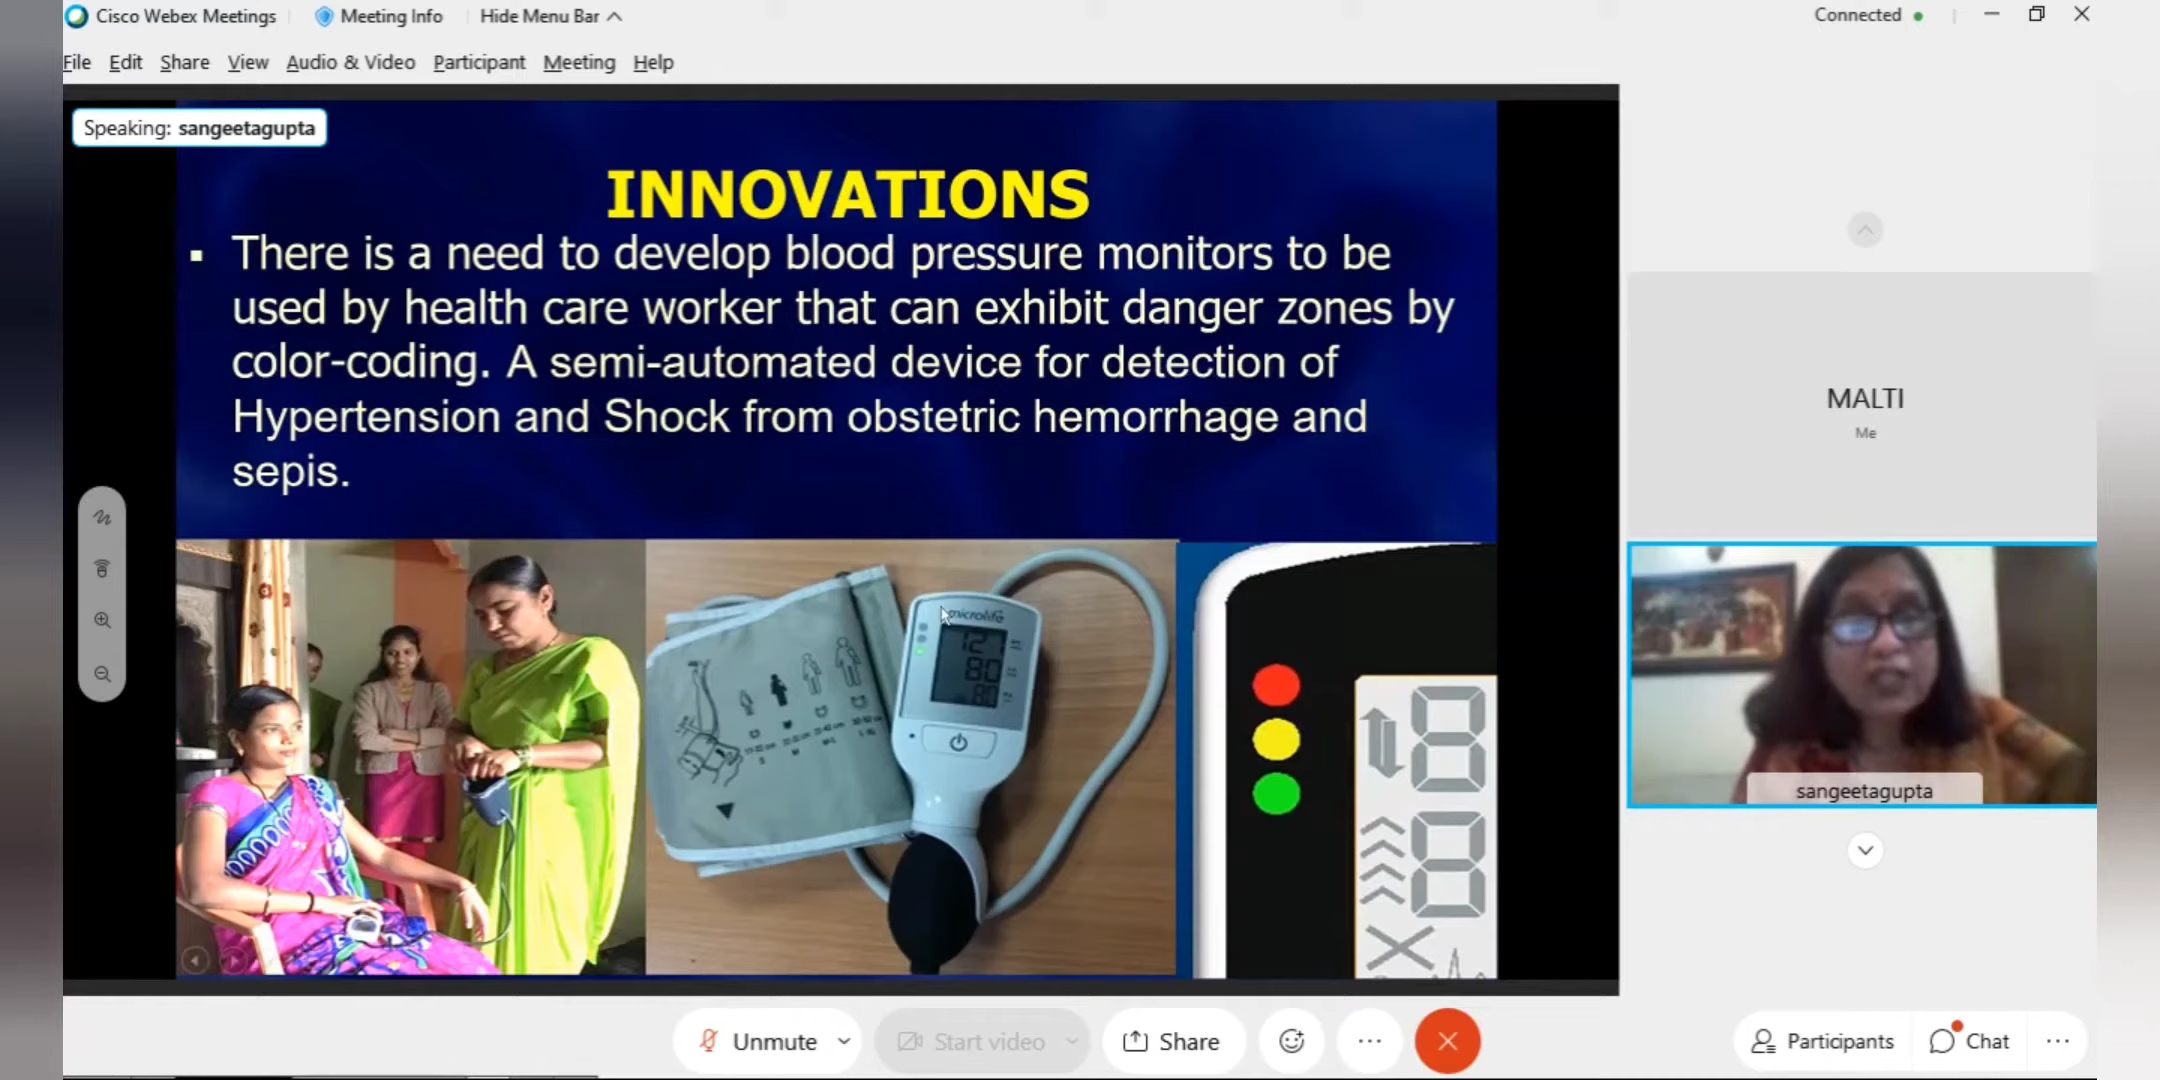 Cisco Webex Meetings
Meeting Info
Hide Menu Bar
Connected
File Edit Share View Audio & Video Participant Meeting Help
Speaking: sangeetagupta
INNOVATIONS
▪ There is a need to develop blood pressure monitors to be
used by health care worker that can exhibit danger zones by
color-coding. A semi-automated device for detection of
Hypertension and Shock from obstetric hemorrhage and
sepis.
microlife
80
80
MALTI
Me
sangeetagupta
Unmute
Start video
Share
Participants
Chat